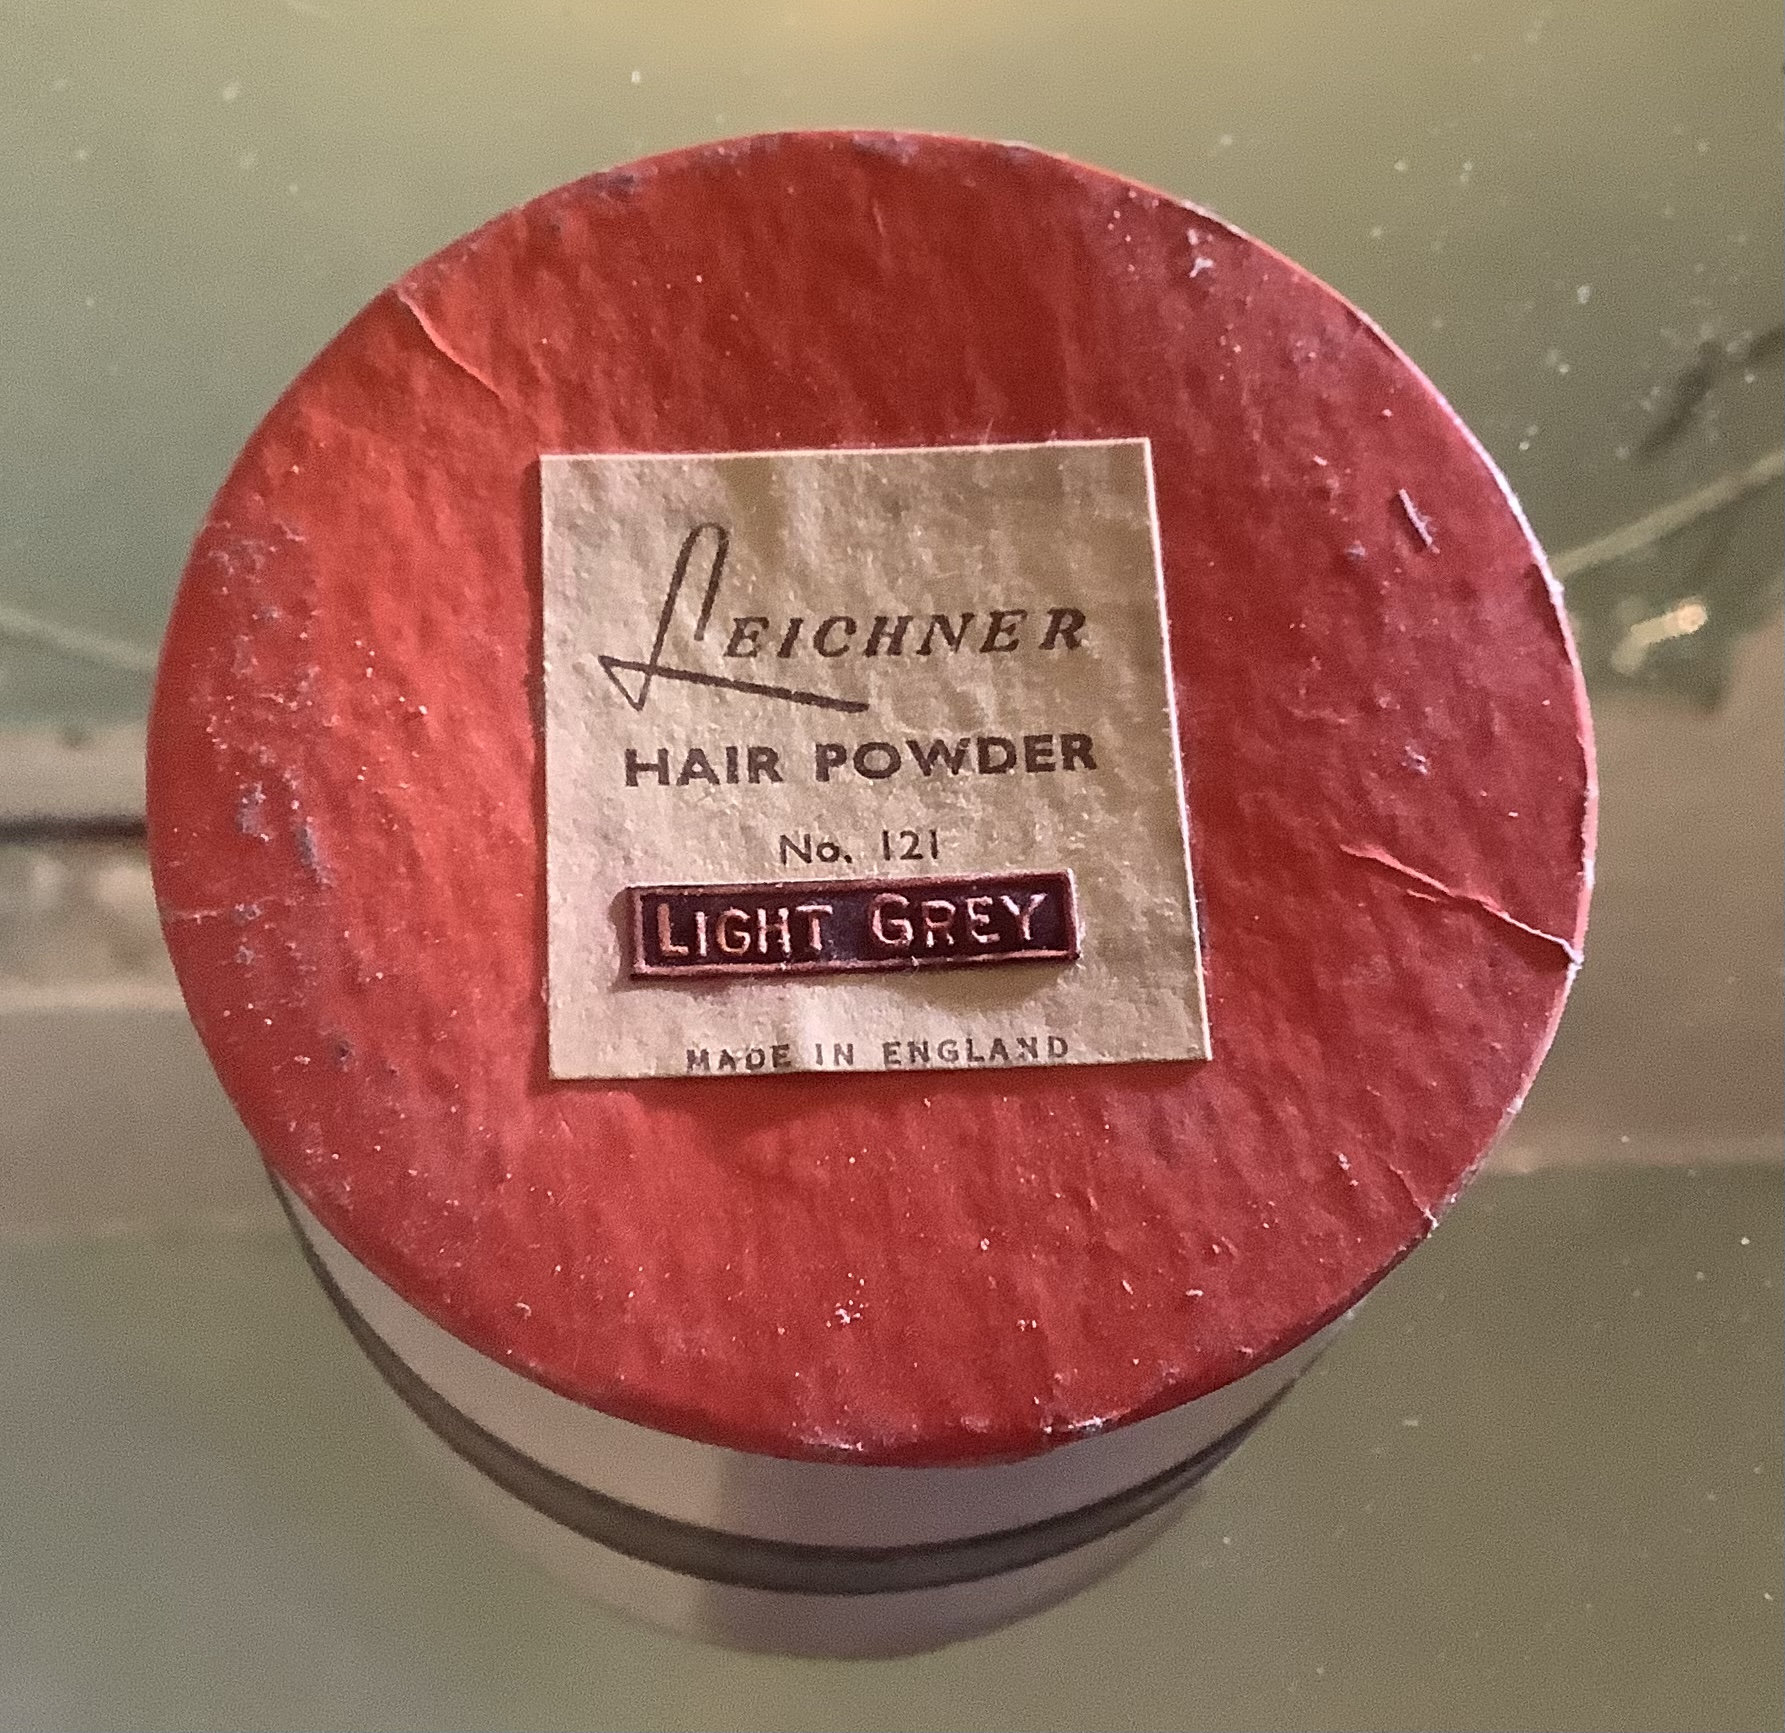 LEICHNER
HAIR POWDER
No. 121
LIGHT GREY
MADE IN ENGLAND